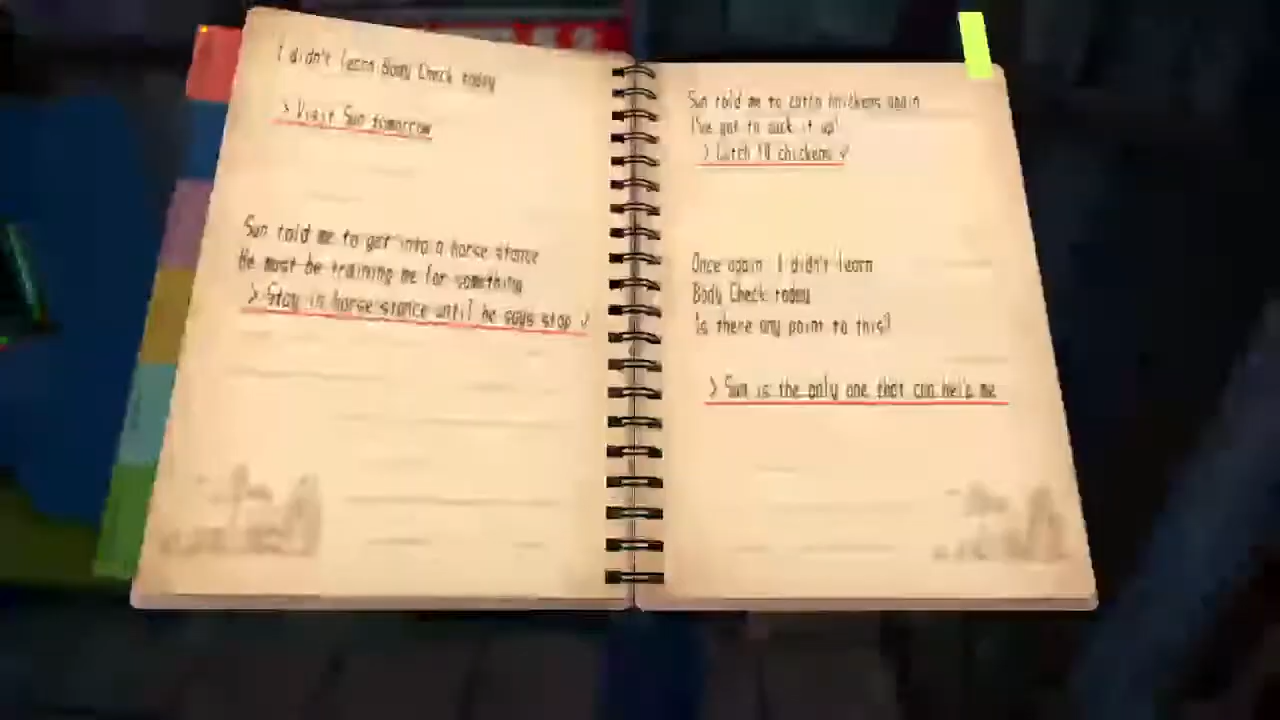 I didn't learn Body Check today
> Visit Sun tomorrow
Sun told me to get into a horse stance
He must be training me for something
> Stay in horse stance until he says stop ✓
Sun told me to catch chickens again
I've got to suck it up!
> Catch 10 chickens ✓
Once again I didn't learn
Body Check today
Is there any point to this?
> Sun is the only one that can help me